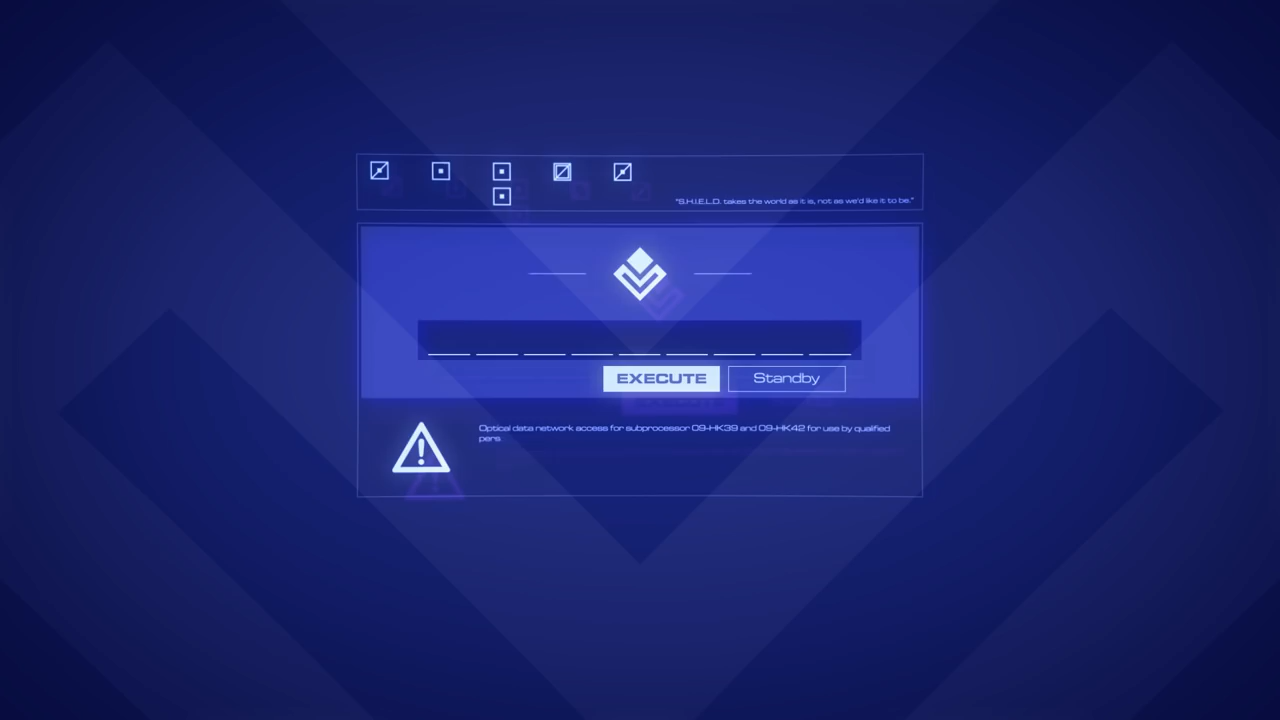 "S.H.I.E.L.D. takes the world as it is, not as we'd like it to be."
EXECUTE
Standby
Optical data network access for subprocessor 09-HK39 and 09-HK42 for use by qualified
pers